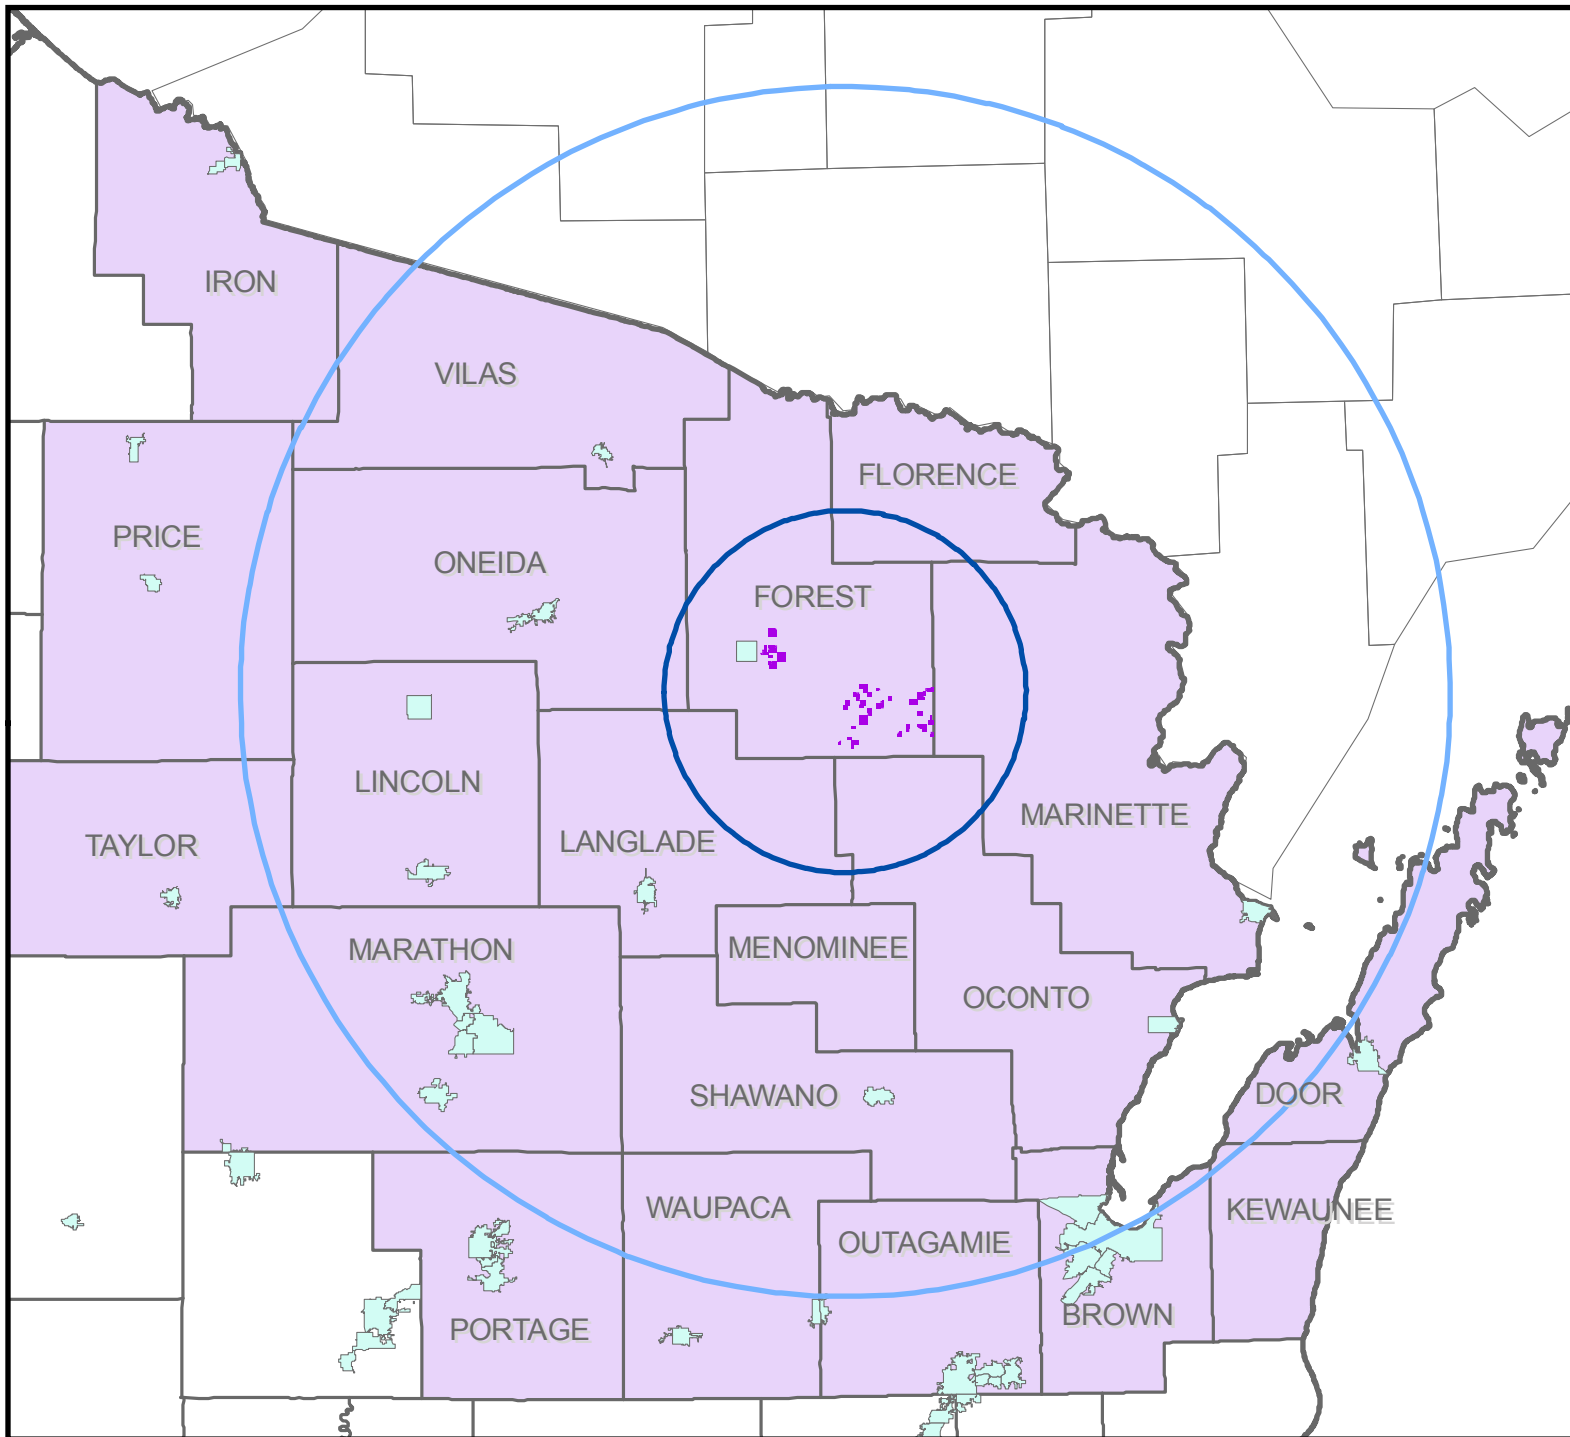 IRON
VILAS
FLORENCE
PRICE
ONEIDA
FOREST
LINCOLN
MARINETTE
TAYLOR
LANGLADE
MARATHON
MENOMINEE
OCONTO
SHAWANO
DOOR
WAUPACA
KEWAUNEE
OUTAGAMIE
BROWN
PORTAGE